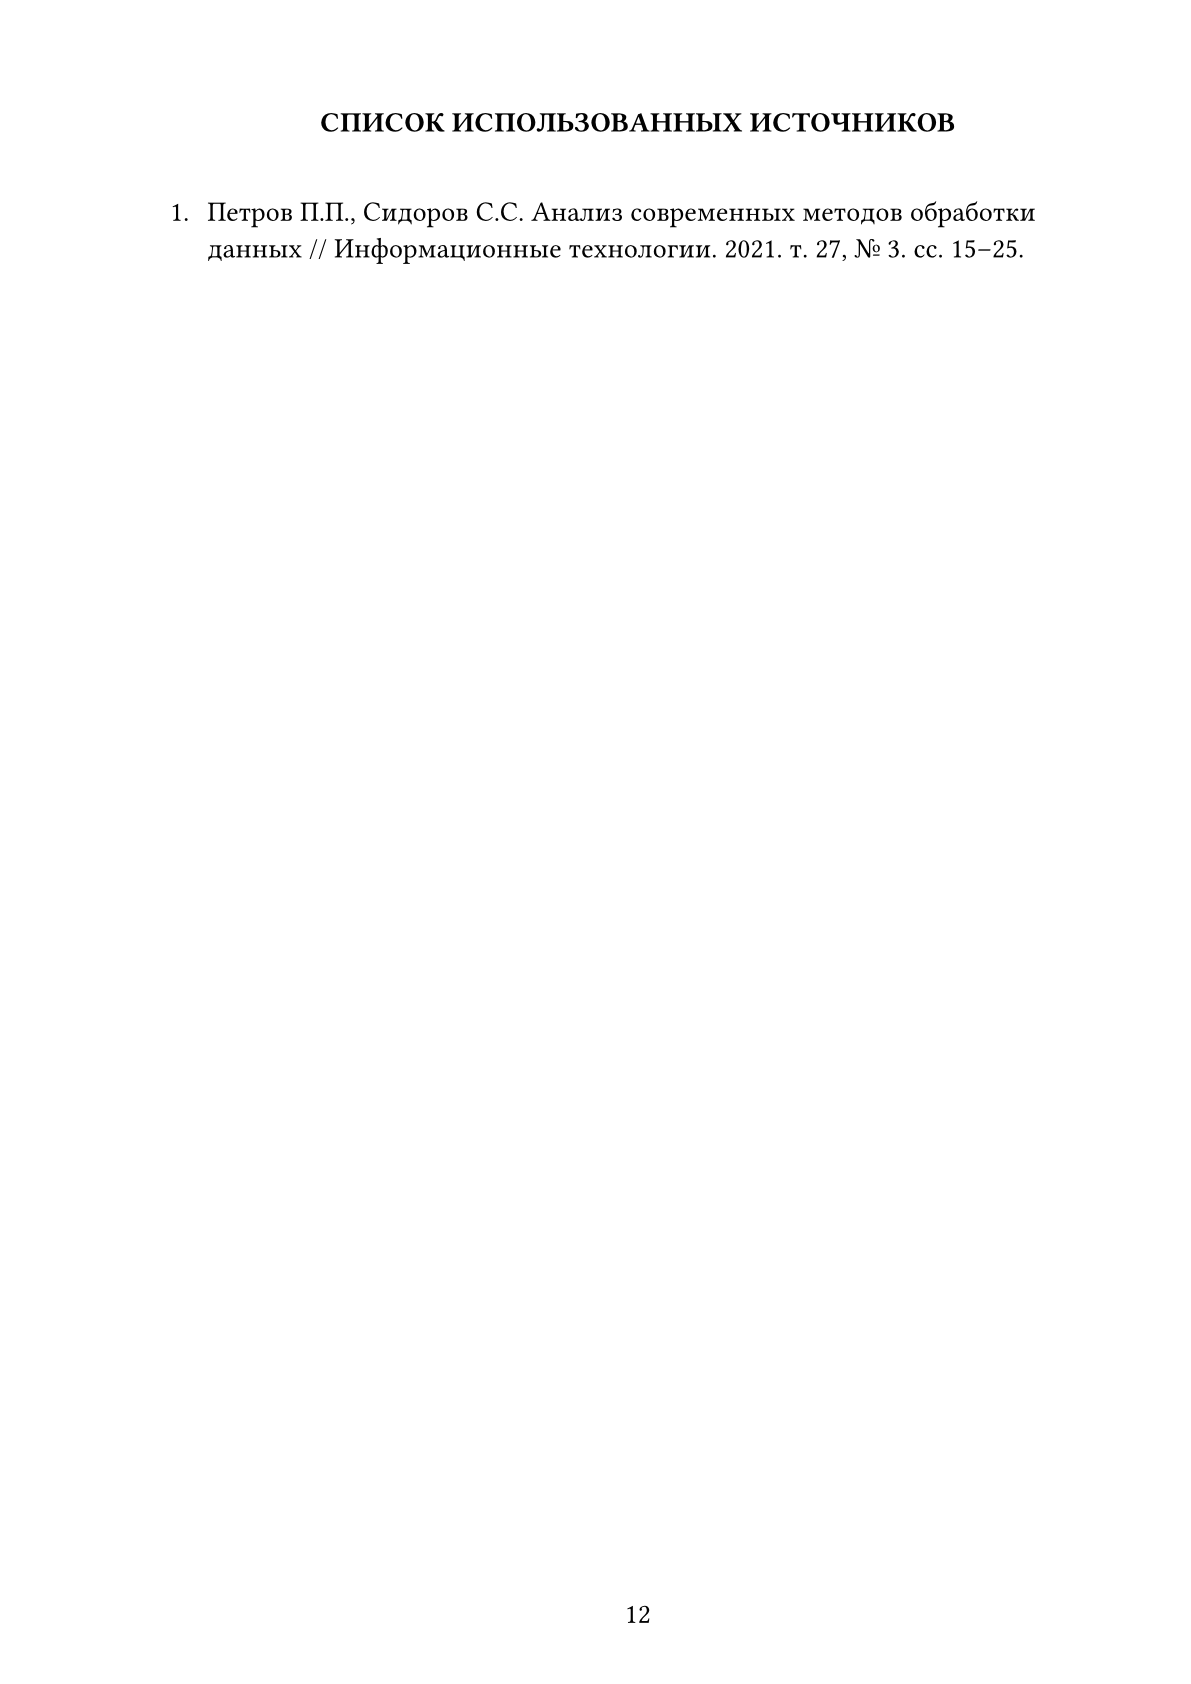 СПИСОК ИСПОЛЬЗОВАННЫХ ИСТОЧНИКОВ
1. Петров П.П., Сидоров С.С. Анализ современных методов обработки
данных // Информационные технологии. 2021. т. 27, № 3. сс. 15–25.
12